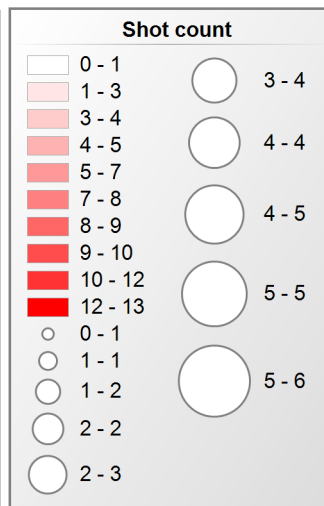 Shot count
0 - 1
1 - 3
3 - 4
4 - 5
5 - 7
7 - 8
8 - 9
9 - 10
10 - 12
12 - 13
0 - 1
1 - 1
1 - 2
2 - 2
2 - 3
3 - 4
4 - 4
4 - 5
5 - 5
5 - 6